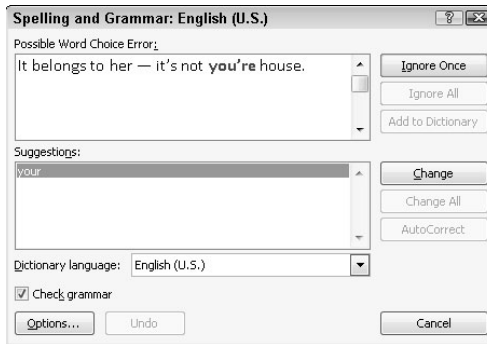 Spelling and Grammar: English (U.S.)
Possible Word Choice Error:
It belongs to her — it's not you're house.
Ignore Once
Ignore All
Add to Dictionary
Suggestions:
your
Change
Change All
AutoCorrect
Dictionary language: English (U.S.)
Check grammar
Options... Undo Cancel